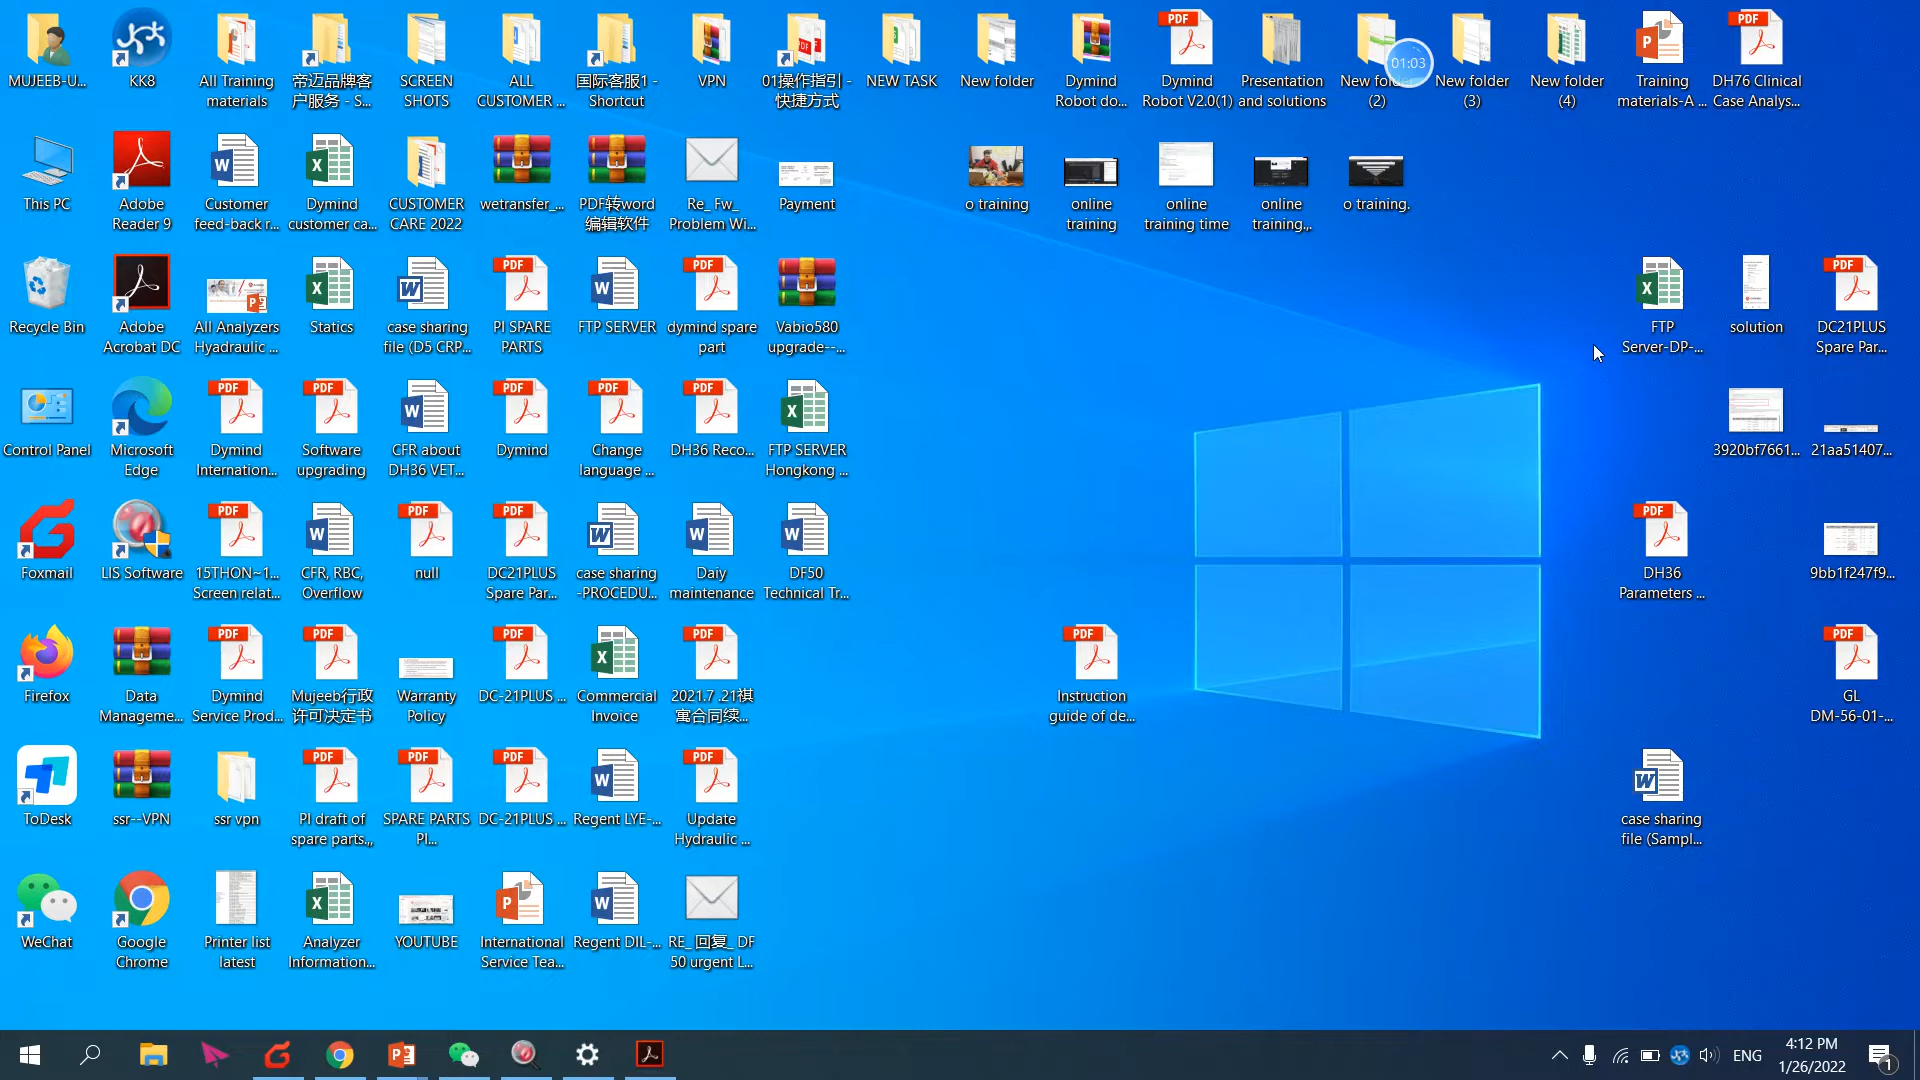 MUJEEB-U...
KK8
All Training
materials
帝迈品牌客
户服务 - S...
SCREEN
SHOTS
ALL
CUSTOMER ...
国际客服1 -
Shortcut
VPN
01操作指引 -
快捷方式
NEW TASK
New folder
Dymind
Robot do...
Dymind
Robot V2.0(1)
Presentation
and solutions
New fol
(2)
01:03
New folder
(3)
New folder
(4)
Training
materials-A ...
DH76 Clinical
Case Analys...
This PC
Adobe
Reader 9
Customer
feed-back r...
Dymind
customer ca...
CUSTOMER
CARE 2022
wetransfer_...
PDF转word
编辑软件
Re_ Fw_
Problem Wi...
Payment
o training
online
training
online
training time
online
training.,.
o training.
Recycle Bin
Adobe
Acrobat DC
All Analyzers
Hyadraulic ...
Statics
case sharing
file (D5 CRP...
PI SPARE
PARTS
FTP SERVER
dymind spare
part
Vabio580
upgrade--...
FTP
Server-DP-...
solution
DC21PLUS
Spare Par...
Control Panel
Microsoft
Edge
Dymind
Internation...
Software
upgrading
CFR about
DH36 VET...
Dymind
Change
language ...
DH36 Reco...
FTP SERVER
Hongkong ...
3920bf7661...
21aa51407...
Foxmail
LIS Software
15THON~1...
Screen relat...
CFR, RBC,
Overflow
null
DC21PLUS
Spare Par...
case sharing
-PROCEDU...
Daiy
maintenance
DF50
Technical Tr...
DH36
Parameters ...
9bb1f247f9...
Firefox
Data
Manageme...
Dymind
Service Prod...
Mujeeb行政
许可决定书
Warranty
Policy
DC-21PLUS ...
Commercial
Invoice
2021.7 .21祺
寓合同续...
Instruction
guide of de...
GL
DM-56-01-...
ToDesk
ssr--VPN
ssr vpn
PI draft of
spare parts.,,
SPARE PARTS
PI...
DC-21PLUS ...
Regent LYE-...
Update
Hydraulic ...
case sharing
file (Sampl...
WeChat
Google
Chrome
Printer list
latest
Analyzer
Information...
YOUTUBE
International
Service Tea...
Regent DIL-...
RE_ 回复_ DF
50 urgent L...
ENG
4:12 PM
1/26/2022
1